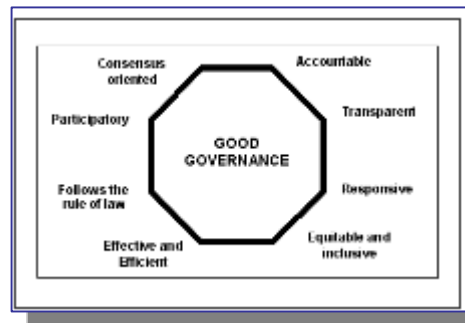 Consensus
oriented
Accountable
Participatory
Transparent
GOOD
GOVERNANCE
Follows the
rule of law
Responsive
Effective and
Efficient
Equitable and
inclusive